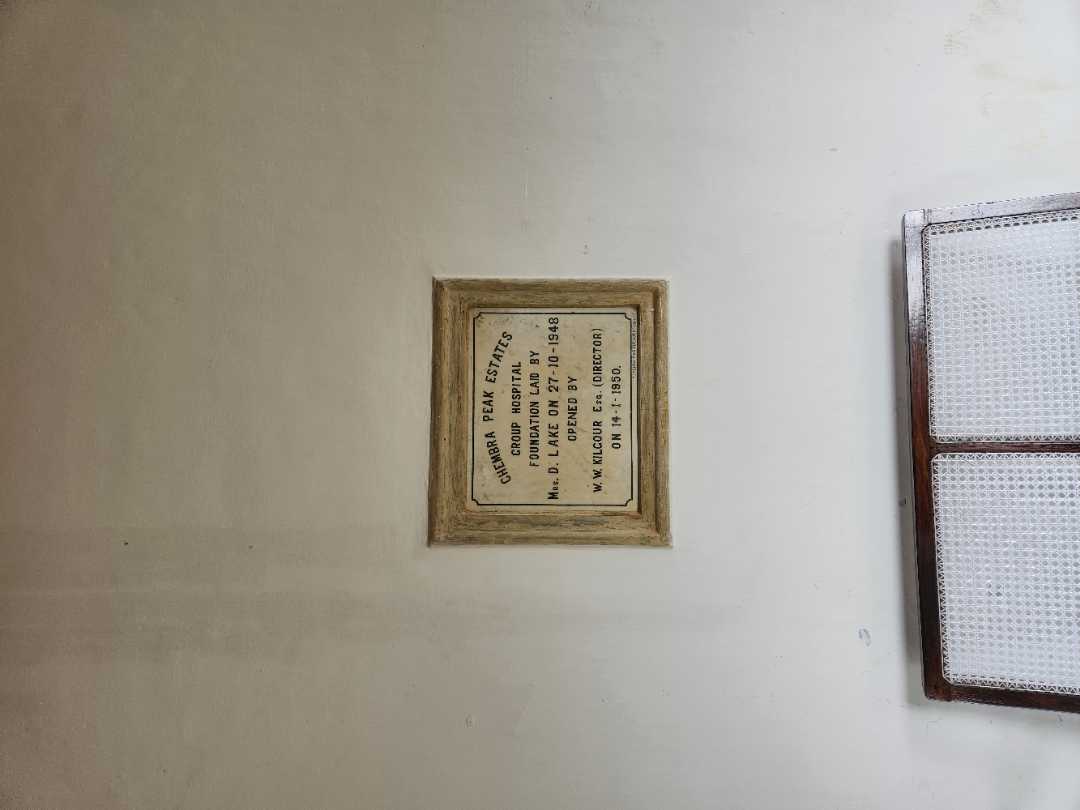 CHEMBRA PEAK ESTATES
GROUP HOSPITAL
FOUNDATION LAID BY
MRS. D. LAKE ON 27-10-1948
OPENED BY
W. W. KILGOUR ESQ. (DIRECTOR)
ON 14-1-1950.